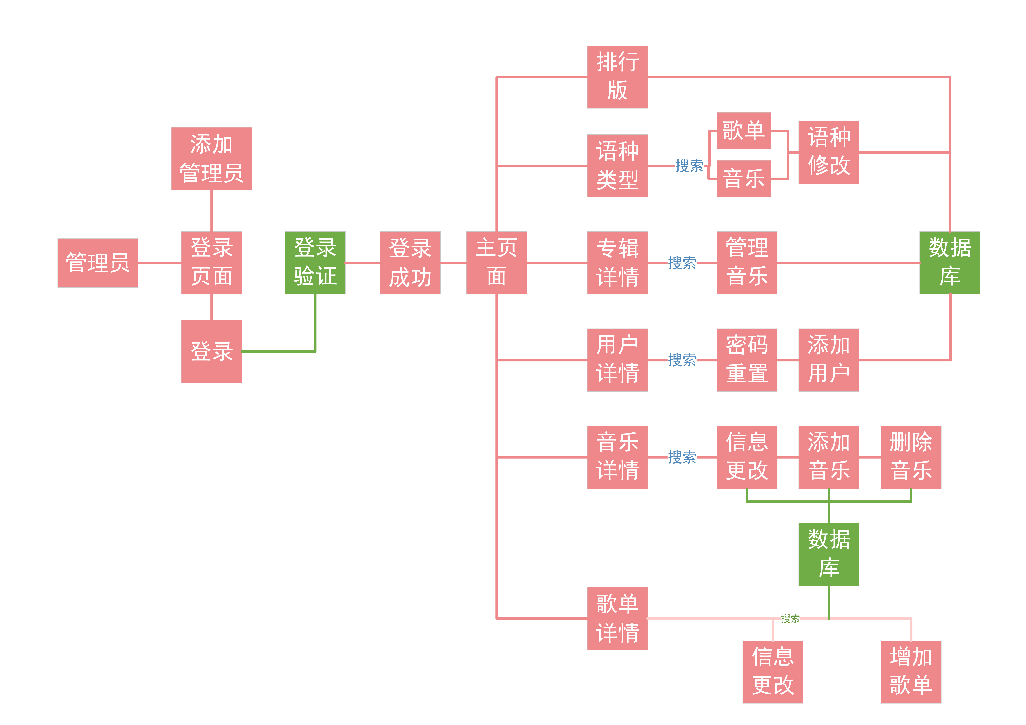 排行
版
添加
管理员
语种
类型
搜索
歌单
音乐
语种
修改
管理员
登录
页面
登录
验证
登录
成功
主页
面
专辑
详情
搜索
管理
音乐
数据
库
登录
用户
详情
搜索
密码
重置
添加
用户
音乐
详情
搜索
信息
更改
添加
音乐
删除
音乐
数据
库
歌单
详情
搜索
信息
更改
增加
歌单